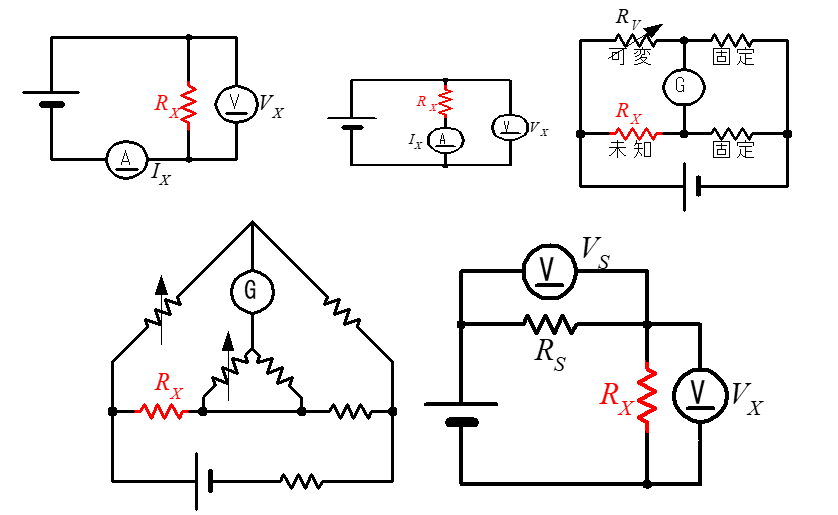 R_X V V_X
A I_X
R_X
I_X A V V_X
R_V
可変 固定
G
R_X
未知 固定
G
R_X
V V_S
R_S
R_X V V_X